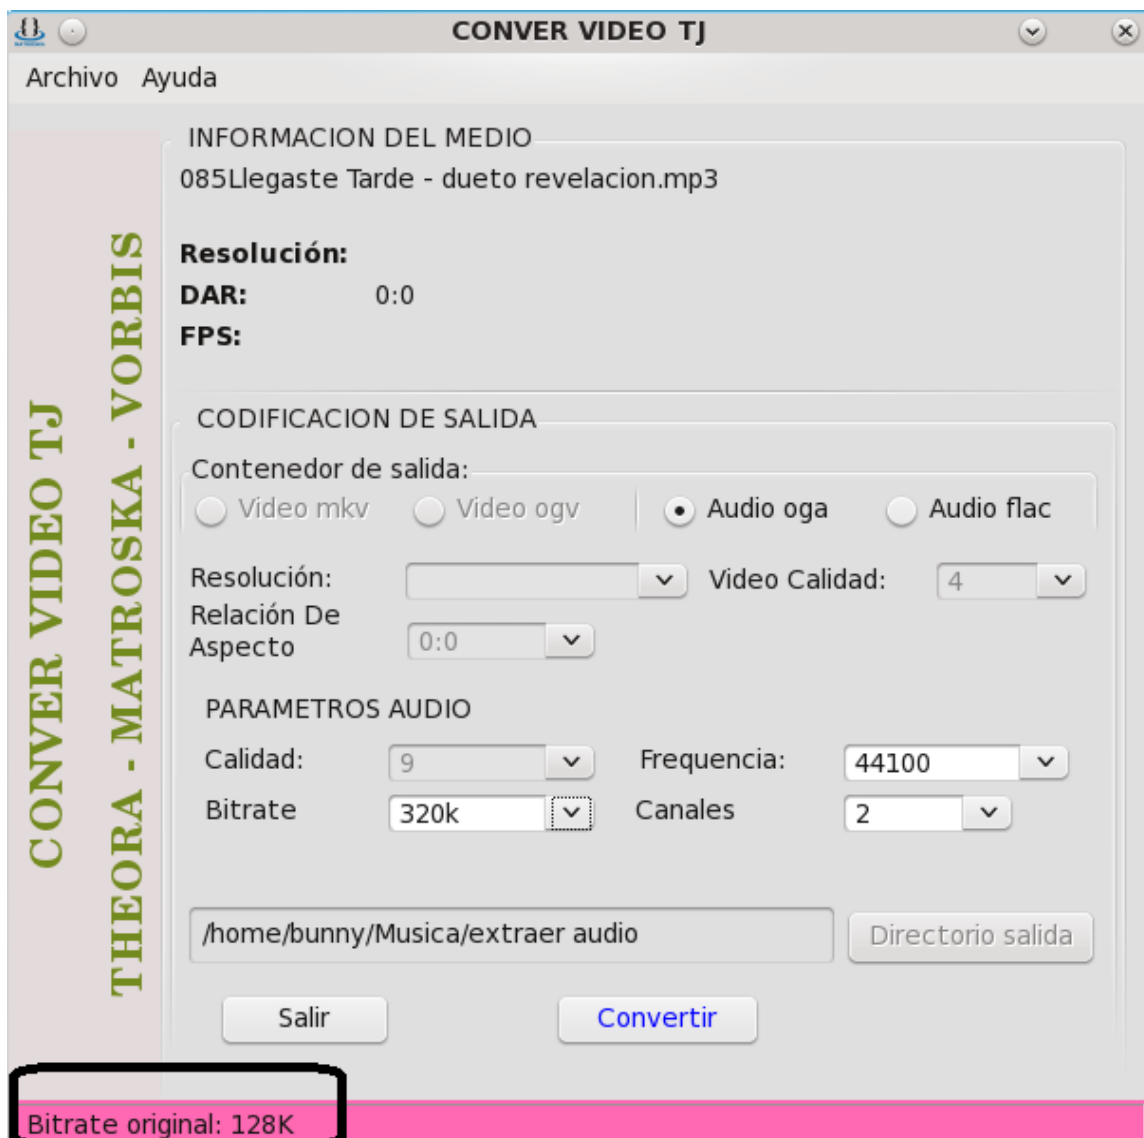 CONVER VIDEO TJ
Archivo Ayuda
CONVER VIDEO TJ
THEORA - MATROSKA - VORBIS
INFORMACION DEL MEDIO
085Llegaste Tarde - dueto revelacion.mp3
Resolución:
DAR: 0:0
FPS:
CODIFICACION DE SALIDA
Contenedor de salida:
Video mkv Video ogv Audio oga Audio flac
Resolución: Video Calidad: 4
Relación De
Aspecto 0:0
PARAMETROS AUDIO
Calidad: 9 Frequencia: 44100
Bitrate 320k Canales 2
/home/bunny/Musica/extraer audio Directorio salida
Salir Convertir
Bitrate original: 128K